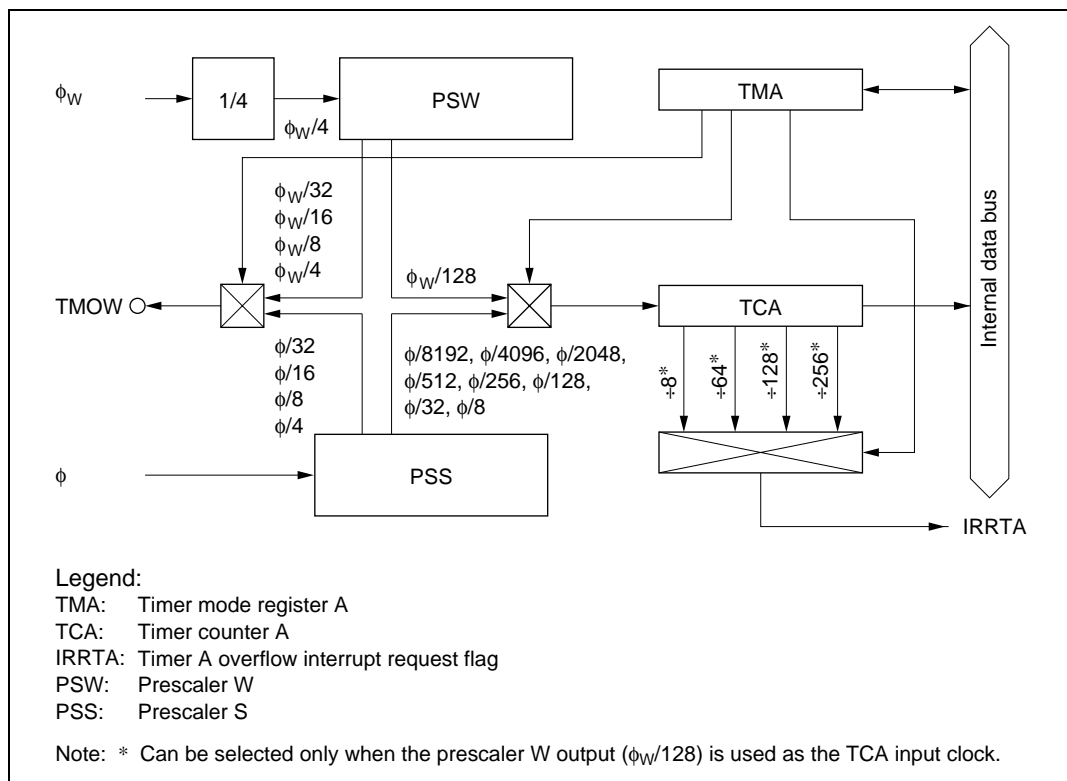 ϕW
1/4
ϕW/4
PSW
TMA
ϕW/32
ϕW/16
ϕW/8
ϕW/4
ϕW/128
TMOW
TCA
Internal data bus
ϕ/32
ϕ/16
ϕ/8
ϕ/4
ϕ/8192, ϕ/4096, ϕ/2048,
ϕ/512, ϕ/256, ϕ/128,
ϕ/32, ϕ/8
÷8*
÷64*
÷128*
÷256*
ϕ
PSS
IRRTA
Legend:
TMA: Timer mode register A
TCA: Timer counter A
IRRTA: Timer A overflow interrupt request flag
PSW: Prescaler W
PSS: Prescaler S
Note: * Can be selected only when the prescaler W output (ϕW/128) is used as the TCA input clock.